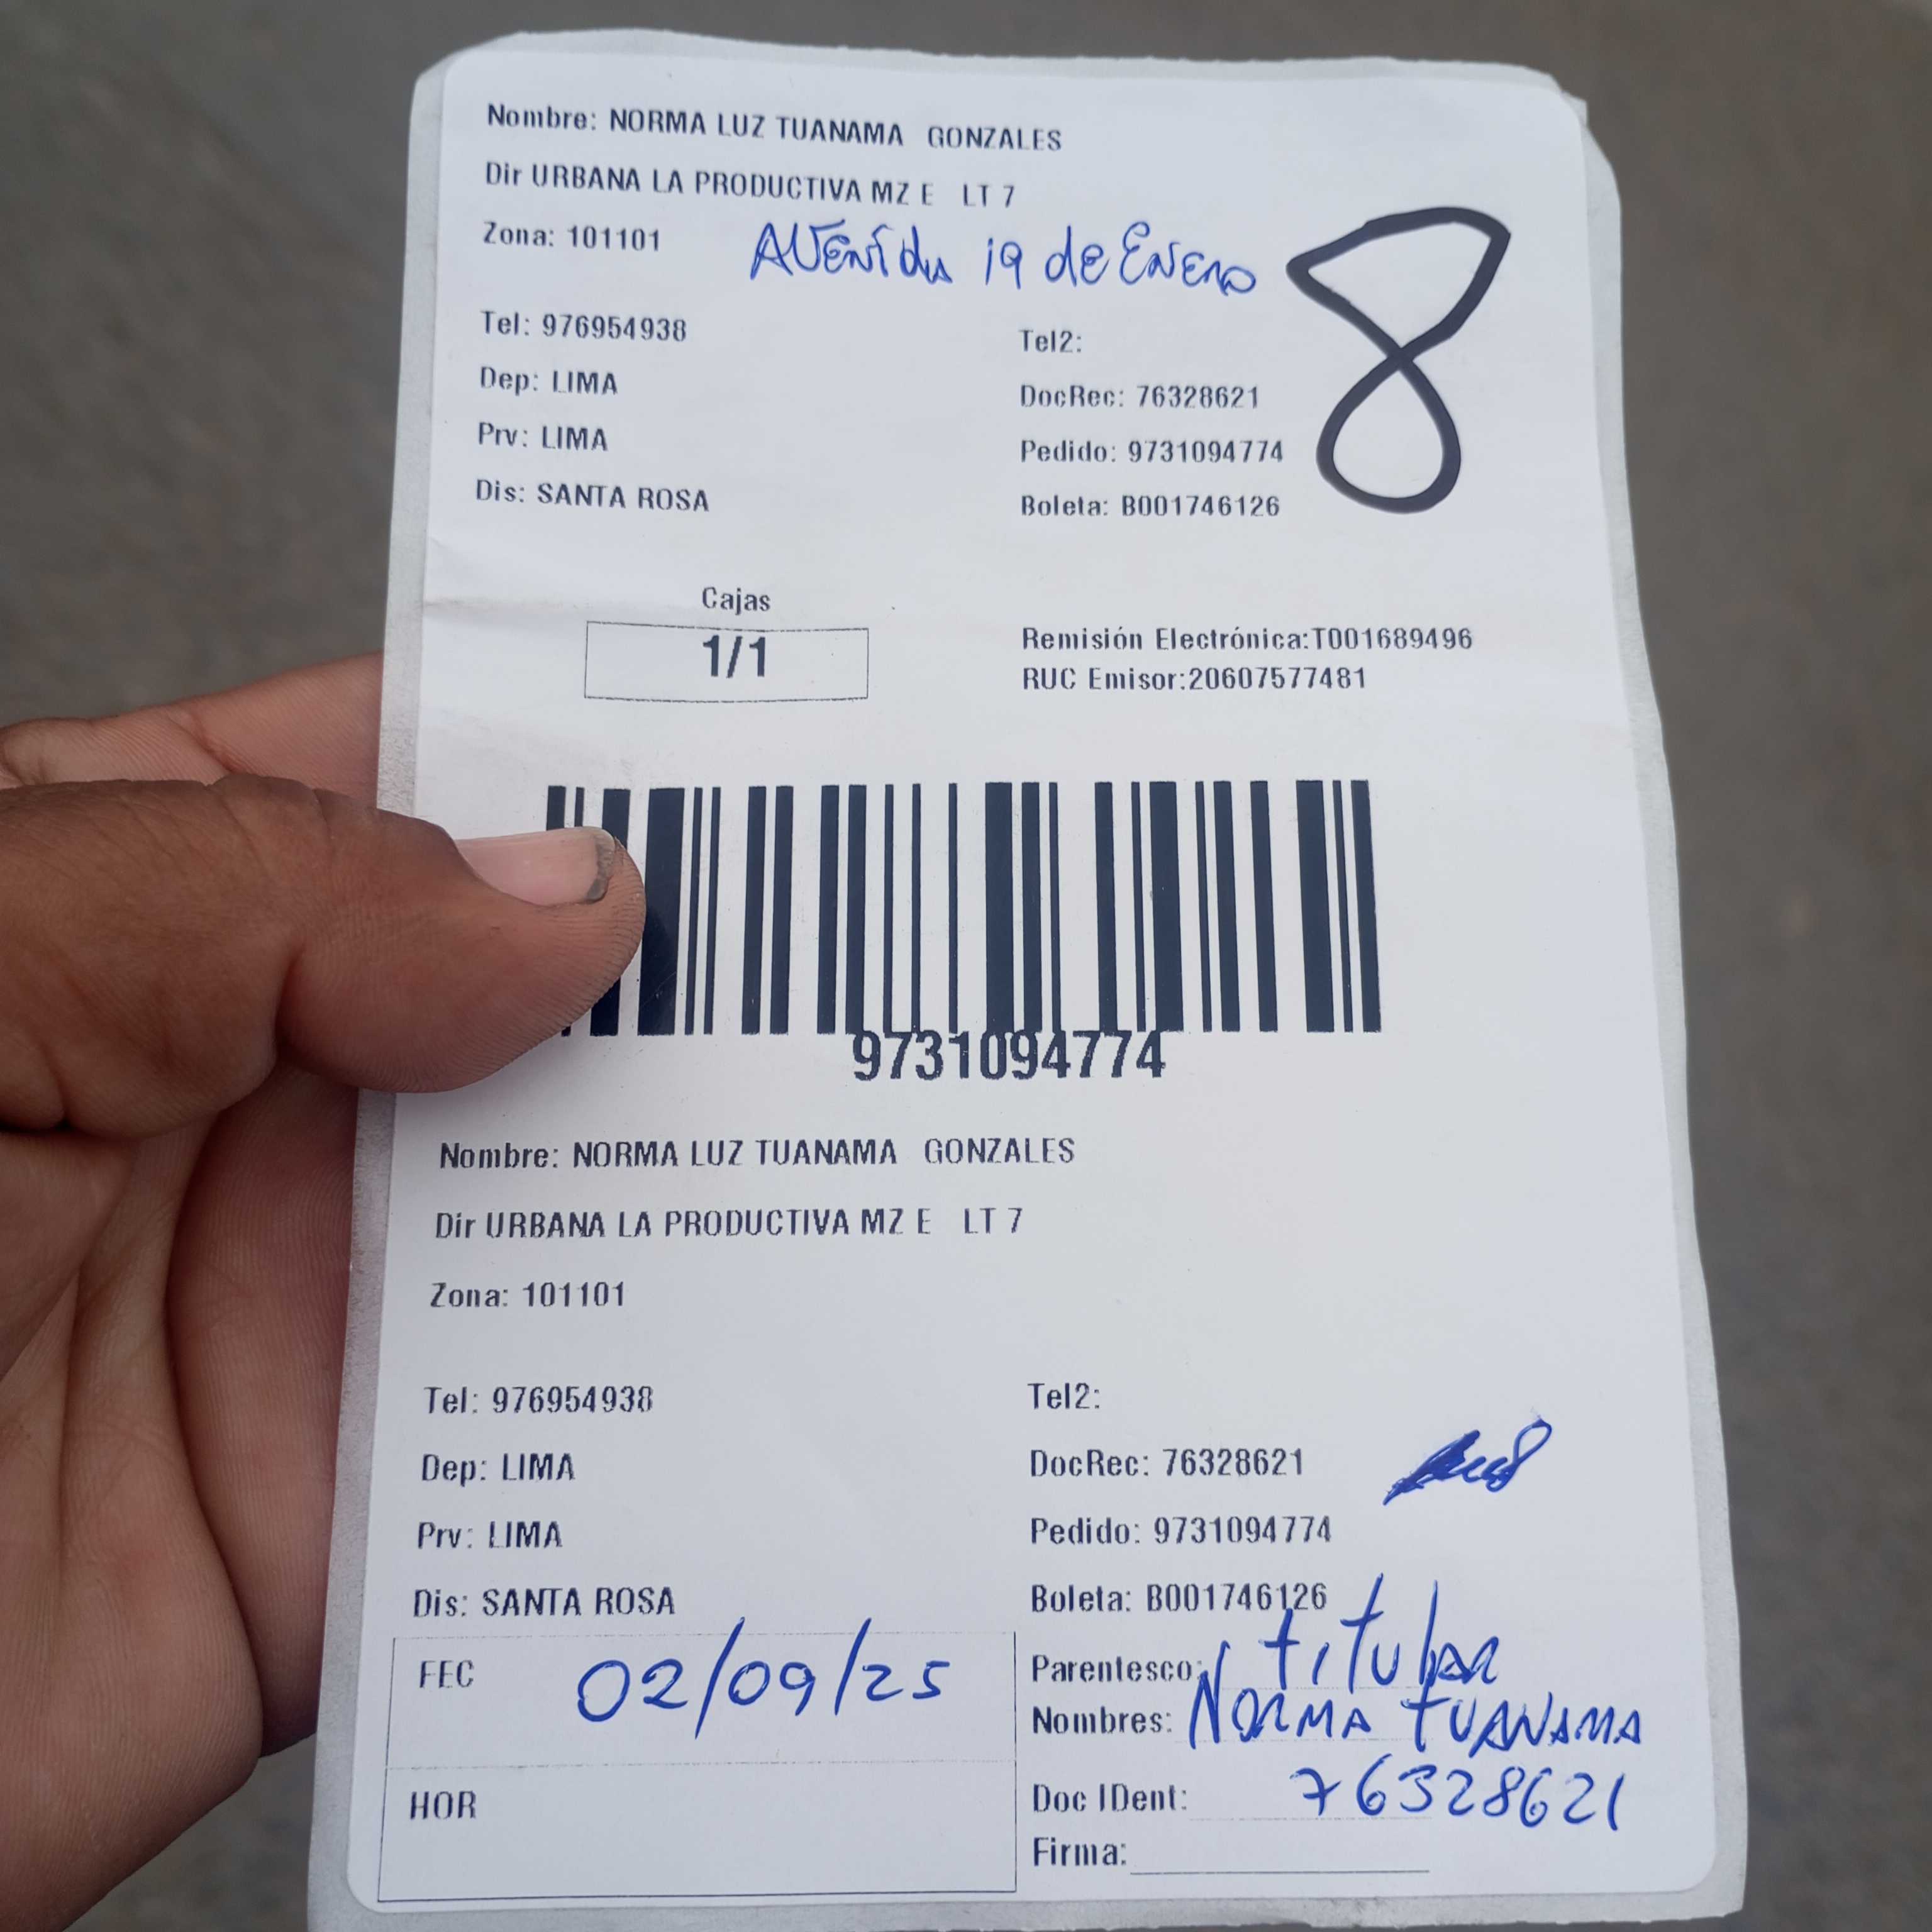 Nombre: NORMA LUZ TUANAMA GONZALES
Dir URBANA LA PRODUCTIVA MZ E LT 7
Zona: 101101
AVENIDA 19 de ENERO
8
Tel: 976954938
Tel2:
Dep: LIMA
DocRec: 76328621
Prv: LIMA
Pedido: 9731094774
Dis: SANTA ROSA
Boleta: B001746126
Cajas
1/1
Remisión Electrónica:T001689496
RUC Emisor:20607577481
9731094774
Nombre: NORMA LUZ TUANAMA GONZALES
Dir URBANA LA PRODUCTIVA MZ E LT 7
Zona: 101101
Tel: 976954938
Tel2:
Dep: LIMA
DocRec: 76328621
Prv: LIMA
Pedido: 9731094774
Dis: SANTA ROSA
Boleta: B001746126
FEC 02/09/25
Parentesco: titular
Nombres: NORMA TUANAMA
HOR
Doc IDent: 76328621
Firma: